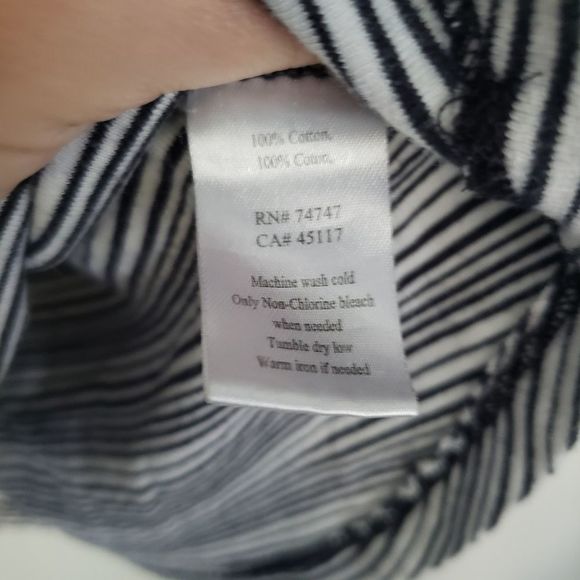 100% Cotton.
100% Coton.
RN# 74747
CA# 45117
Machine wash cold
Only Non-Chlorine bleach
when needed
Tumble dry low
Warm iron if needed